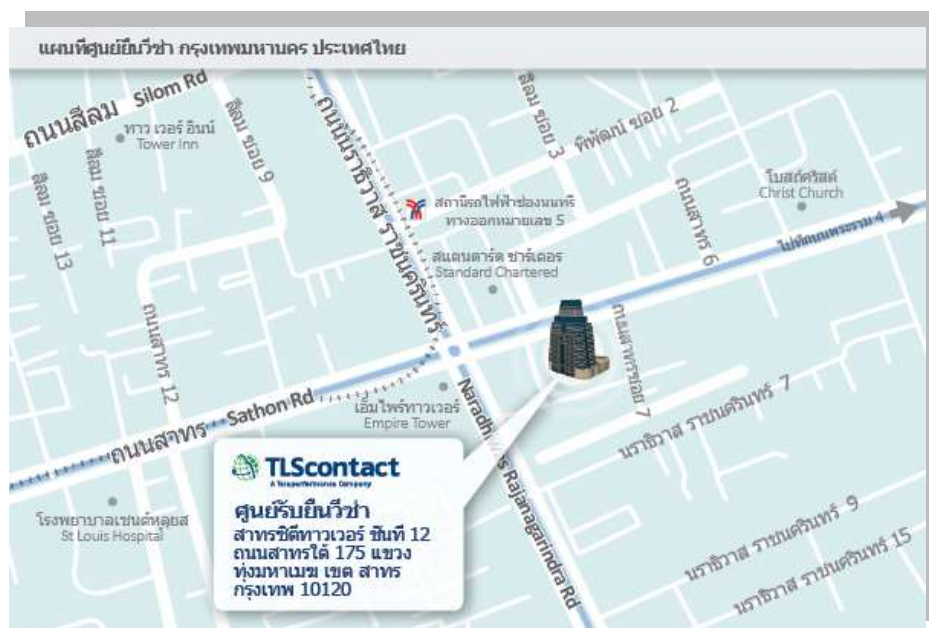 แผนที่ศูนย์ยื่นวีซ่า กรุงเทพมหานคร ประเทศไทย
ถนนสีลม Silom Rd
ทาว เวอร์ อินน์
Tower Inn
สีลม ซอย 9
สีลม ซอย 11
สีลม ซอย 13
ถนนนราธิวาส ราชนครินทร์
สีลม ซอย 3
พิพัฒน์ ซอย 2
สถานีรถไฟฟ้าช่องนนทรี
ทางออกหมายเลข 5
โบสถ์คริสต์
Christ Church
ถนนสาทร 6
ไปที่ถนนพระราม 4
สแตนดาร์ด ชาร์เตอร์
Standard Chartered
ถนนสาทร 12
ถนนสาทรซอย 7
เอ็มไพร์ทาวเวอร์
Empire Tower
ถนนสาทร Sathon Rd
นราธิวาส ราชนครินทร์ 7
Naradhiwas Rajanagarindra Rd
TLScontact
A Teleperformance Company
ศูนย์รับยื่นวีซ่า
สาทรซิตีทาวเวอร์ ชั้นที่ 12
ถนนสาทรใต้ 175 แขวง
ทุ่งมหาเมฆ เขต สาทร
กรุงเทพ 10120
โรงพยาบาลเซนต์หลุยส
St Louis Hospital
นราธิวาส ราชนครินทร์ 9
นราธิวาส ราชนครินทร์ 15